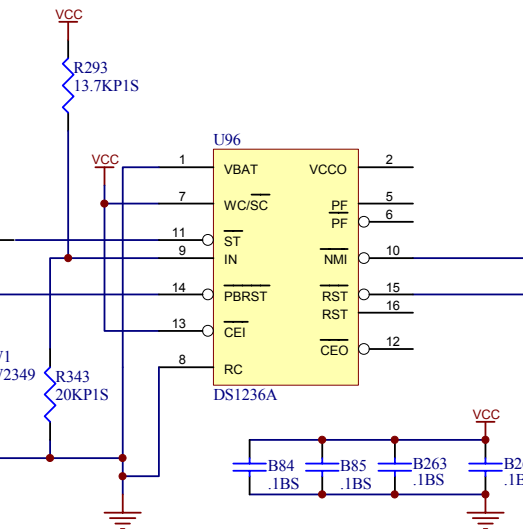 VCC
R293
13.7KP1S
U96
VCC
1 VBAT VCCO 2
7 WC/SC PF 5
PF 6
11 ST
9 IN NMI 10
14 PBRST RST 15
RST 16
13 CEI
CEO 12
8 RC
DS1236A
2349
R343
20KP1S
VCC
B84
.1BS
B85
.1BS
B263
.1BS